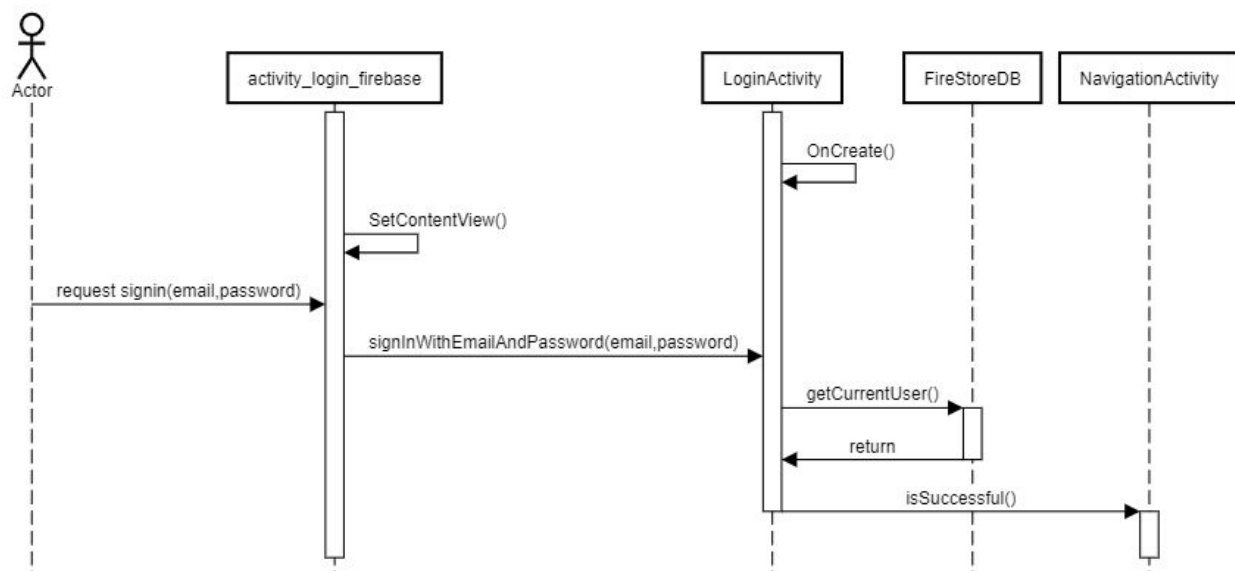 Actor
activity_login_firebase
LoginActivity
FireStoreDB
NavigationActivity
OnCreate()
SetContentView()
request signin(email,password)
signInWithEmailAndPassword(email,password)
getCurrentUser()
return
isSuccessful()